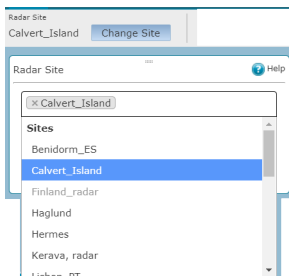 Radar Site
Calvert_Island Change Site
Radar Site
Help
× Calvert_Island
Sites
Benidorm_ES
Calvert_Island
Finland_radar
Haglund
Hermes
Kerava, radar